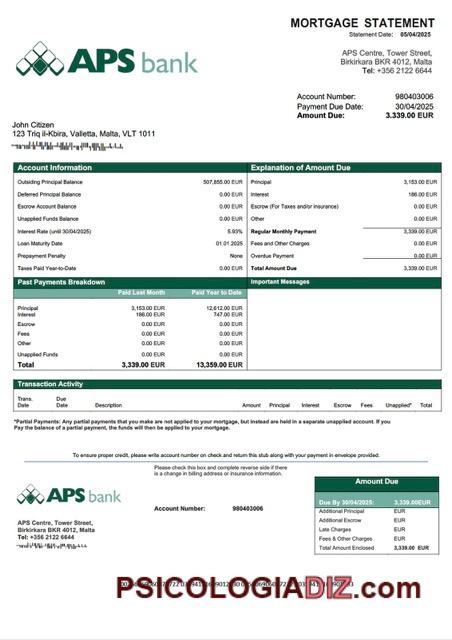 MORTGAGE STATEMENT
Statement Date: 05/04/2025
APS bank
APS Centre, Tower Street,
Birkirkara BKR 4012, Malta
Tel: +356 2122 6644
Account Number: 980403006
Payment Due Date: 30/04/2025
Amount Due: 3.339.00 EUR
John Citizen
123 Triq il-Kbira, Valletta, Malta, VLT 1011
Account Information
Outsiding Principal Balance 507,855.00 EUR
Deferred Principal Balance 0.00 EUR
Escrow Account Balance 0.00 EUR
Unapplied Funds Balance 0.00 EUR
Interest Rate (until 30/04/2025) 5.93%
Loan Maturity Date 01.01.2025
Prepayment Penalty None
Taxes Paid Year-to-Date 0.00 EUR
Explanation of Amount Due
Principal 3,153.00 EUR
Interest 186.00 EUR
Escrow (For Taxes and/or insurance) 0.00 EUR
Other 0.00 EUR
Regular Monthly Payment 3,339.00 EUR
Fees and Other Charges 0.00 EUR
Overdue Payment 0.00 EUR
Total Amount Due 3,339.00 EUR
Past Payments Breakdown
Paid Last Month Paid Year to Date
Principal 3,153.00 EUR 12,612.00 EUR
Interest 186.00 EUR 747.00 EUR
Escrow 0.00 EUR 0.00 EUR
Fees 0.00 EUR 0.00 EUR
Other 0.00 EUR 0.00 EUR
Unapplied Funds 0.00 EUR 0.00 EUR
Total 3,339.00 EUR 13,359.00 EUR
Important Messages
Transaction Activity
Trans. Date Due Date Description Amount Principal Interest Escrow Fees Unapplied* Total
*Partial Payments: Any partial payments that you make are not applied to your mortgage, but instead are held in a separate unapplied account. If you
Pay the balance of a partial payment, the funds will then be applied to your mortgage.
To ensure proper credit, please write account number on check and return this stub along with your payment in envelope provided.
Please check this box and complete reverse side if there
is a change in billing address or insurance information.
APS bank
Account Number: 980403006
APS Centre, Tower Street,
Birkirkara BKR 4012, Malta
Tel: +356 2122 6644
Amount Due
Due By 30/04/2025: 3,339.00EUR
Additional Principal EUR
Additional Escrow EUR
Late Charges EUR
Fees & Other Charges EUR
Total Amount Enclosed 3,339.00 EUR
PSICOLOGIADIZ.com